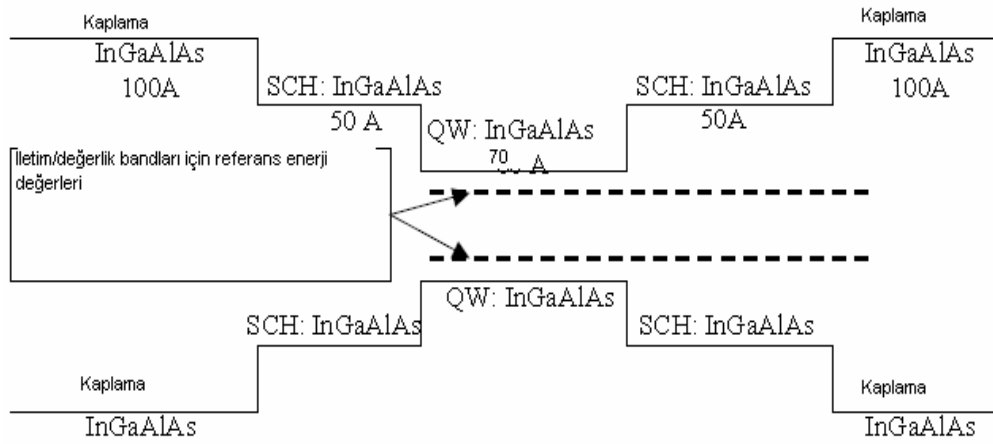 Kaplama
Kaplama
InGaAlAs
InGaAlAs
100A
SCH: InGaAlAs
SCH: InGaAlAs
100A
50 A
QW: InGaAlAs
50A
70
A
İletim/değerlik bandları için referans enerji
değerleri
QW: InGaAlAs
SCH: InGaAlAs
SCH: InGaAlAs
Kaplama
Kaplama
InGaAlAs
InGaAlAs